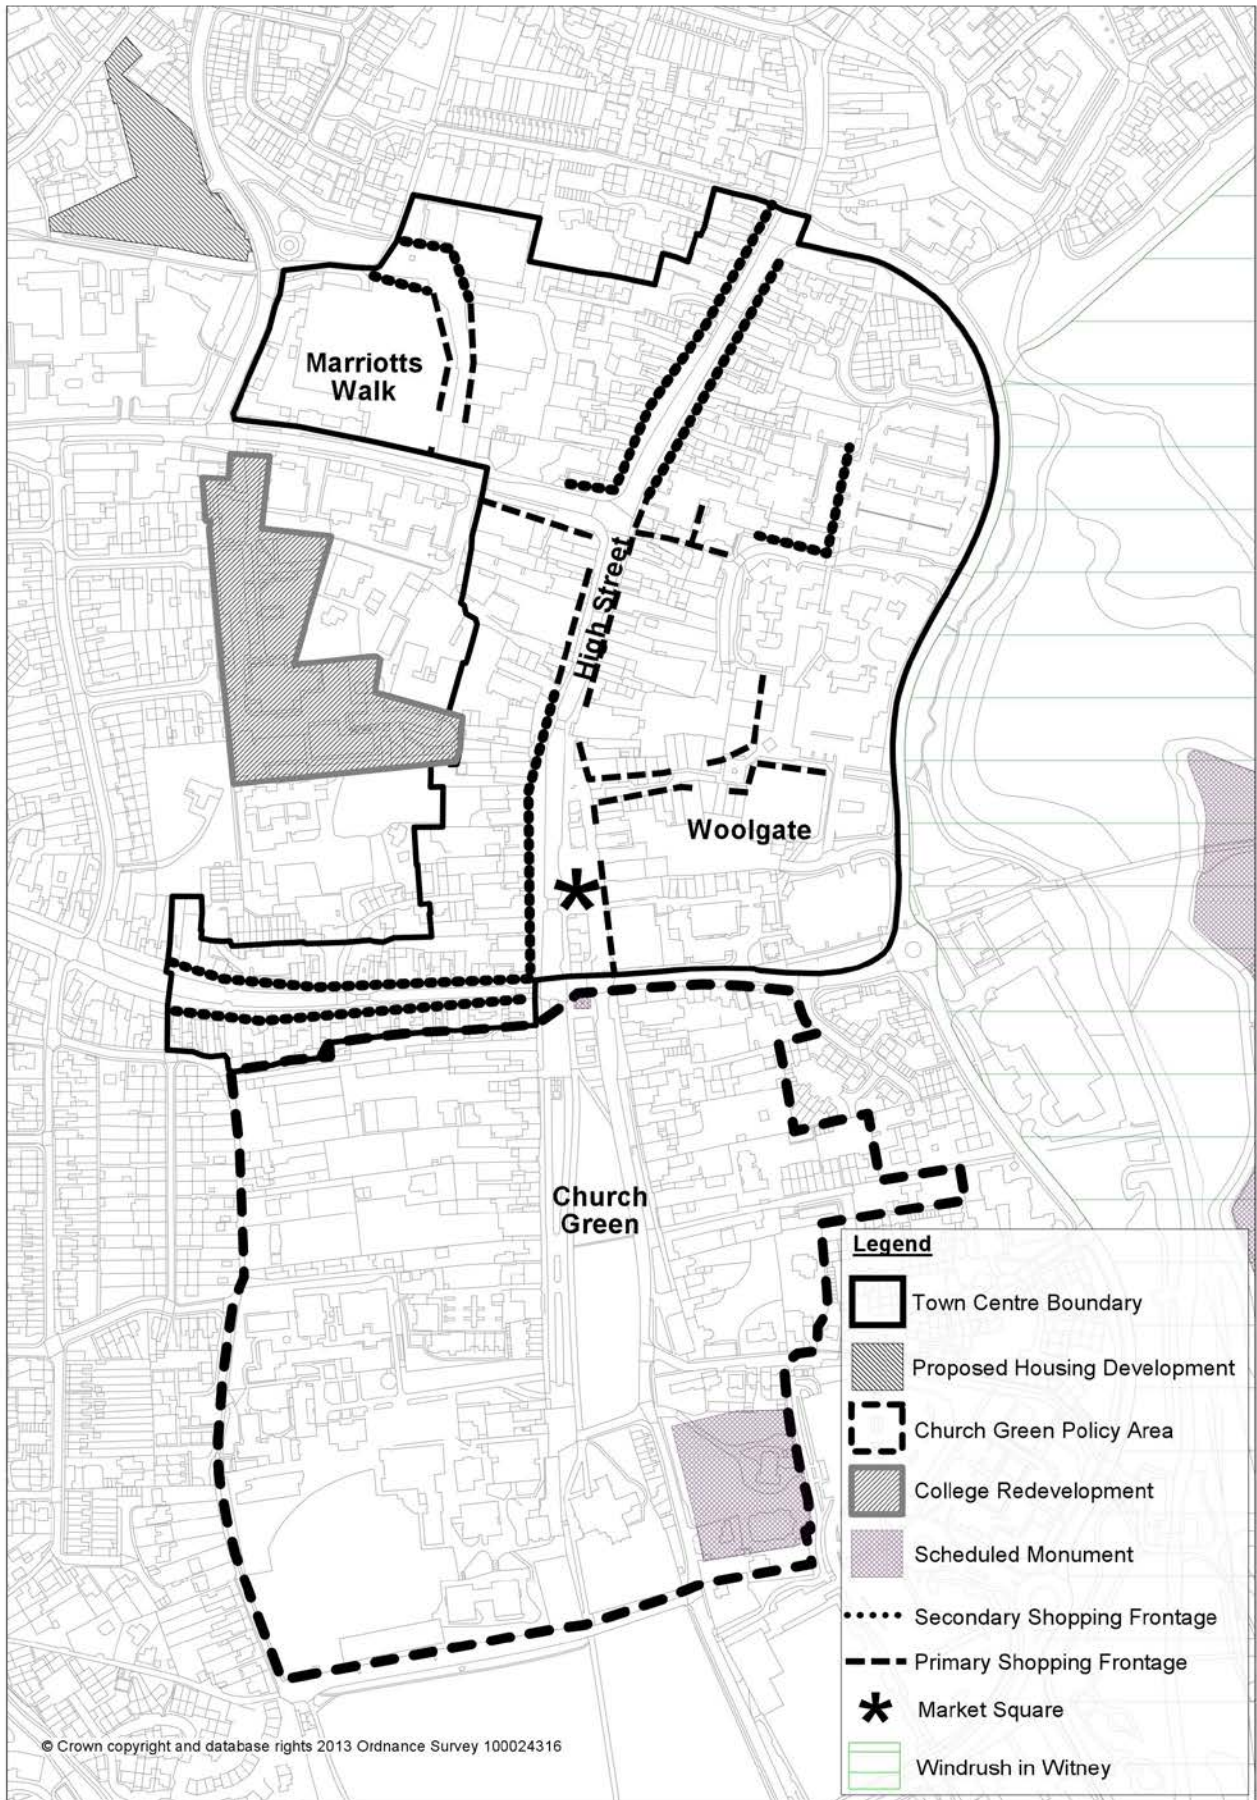 Marriotts
Walk
High Street
Woolgate
Church
Green
Legend
Town Centre Boundary
Proposed Housing Development
Church Green Policy Area
College Redevelopment
Scheduled Monument
Secondary Shopping Frontage
Primary Shopping Frontage
Market Square
Windrush in Witney
© Crown copyright and database rights 2013 Ordnance Survey 100024316